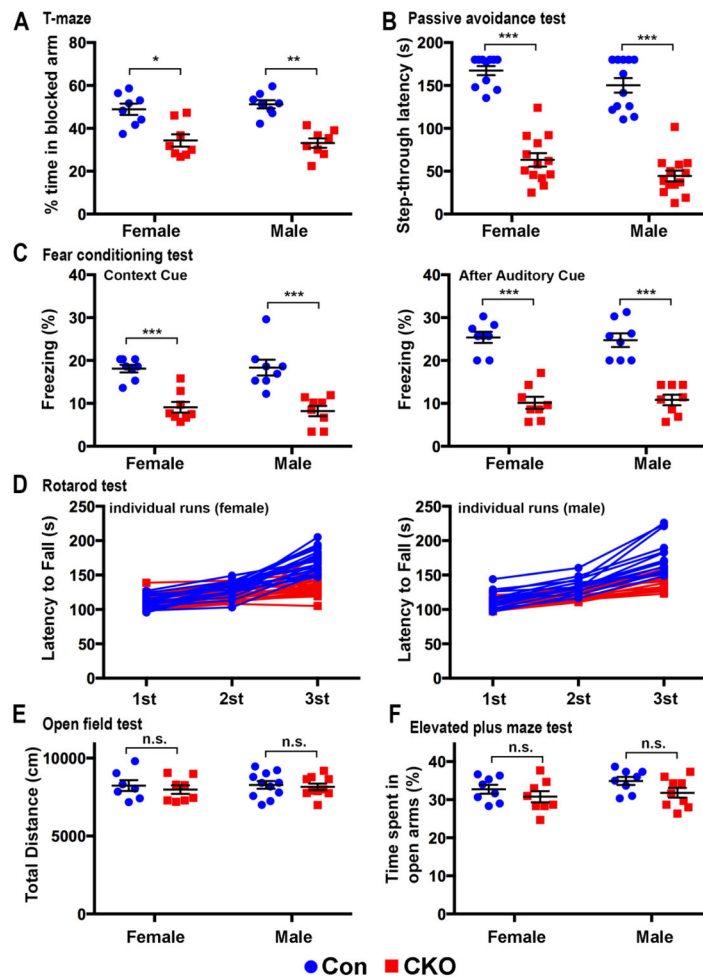 A T-maze
% time in blocked arm
80
60
40
20
0
*
**
Female Male
B Passive avoidance test
Step-through latency (s)
200
150
100
50
0
***
***
Female Male
C Fear conditioning test
Context Cue
Freezing (%)
40
30
20
10
0
***
***
Female Male
After Auditory Cue
Freezing (%)
40
30
20
10
0
***
***
Female Male
D Rotarod test
individual runs (female)
Latency to Fall (s)
250
200
150
100
50
0
1st 2st 3st
individual runs (male)
Latency to Fall (s)
250
200
150
100
50
0
1st 2st 3st
E Open field test
Total Distance (cm)
10000
5000
0
n.s.
n.s.
Female Male
F Elevated plus maze test
Time spent in
open arms (%)
40
30
20
10
0
n.s.
n.s.
Female Male
Con CKO